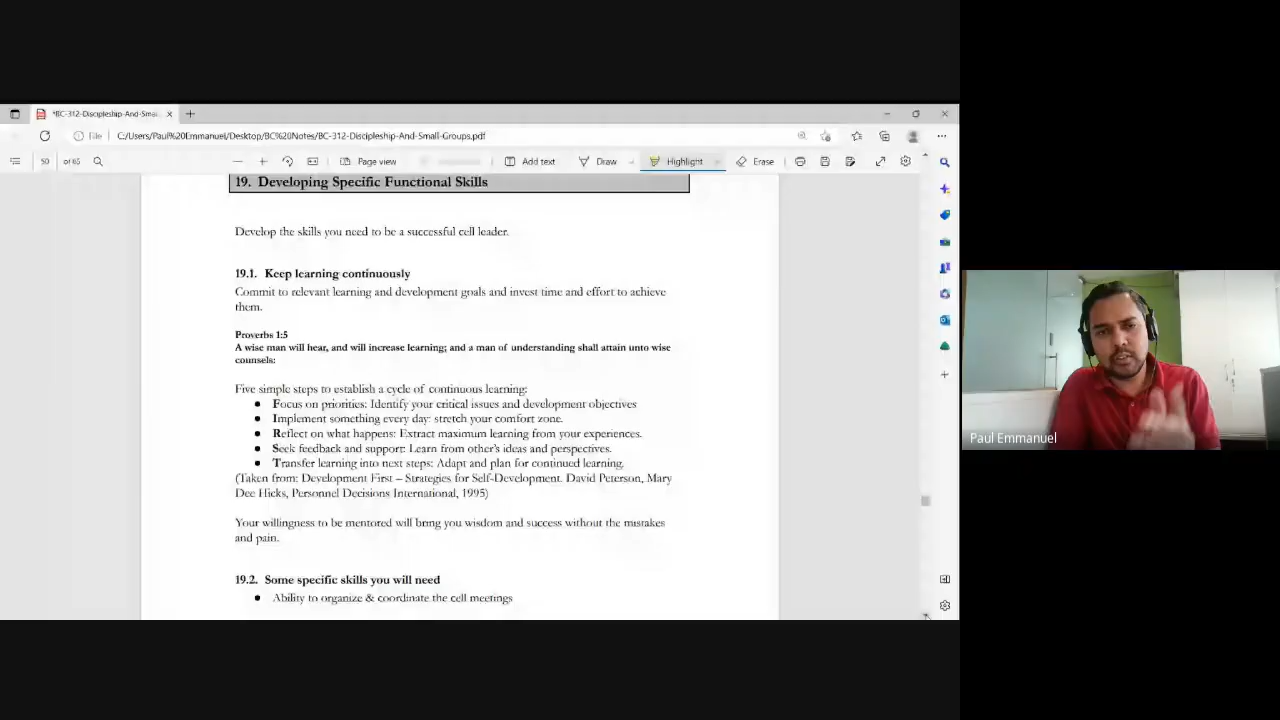 *BC-312-Discipleship-And-Smal
File
C:/Users/Paul%20Emmanuel/Desktop/BC%20Notes/BC-312-Discipleship-And-Small-Groups.pdf
50 of 65
Page view
Add text
Draw
Highlight
Erase
19. Developing Specific Functional Skills
Develop the skills you need to be a successful cell leader.
19.1. Keep learning continuously
Commit to relevant learning and development goals and invest time and effort to achieve
them.
Proverbs 1:5
A wise man will hear, and will increase learning; and a man of understanding shall attain unto wise
counsels:
Five simple steps to establish a cycle of continuous learning:
● Focus on priorities: Identify your critical issues and development objectives
● Implement something every day: stretch your comfort zone.
● Reflect on what happens: Extract maximum learning from your experiences.
● Seek feedback and support: Learn from other's ideas and perspectives.
● Transfer learning into next steps: Adapt and plan for continued learning.
(Taken from: Development First – Strategies for Self-Development. David Peterson, Mary
Dee Hicks, Personnel Decisions International, 1995)
Your willingness to be mentored will bring you wisdom and success without the mistakes
and pain.
19.2. Some specific skills you will need
● Ability to organize & coordinate the cell meetings
Paul Emmanuel